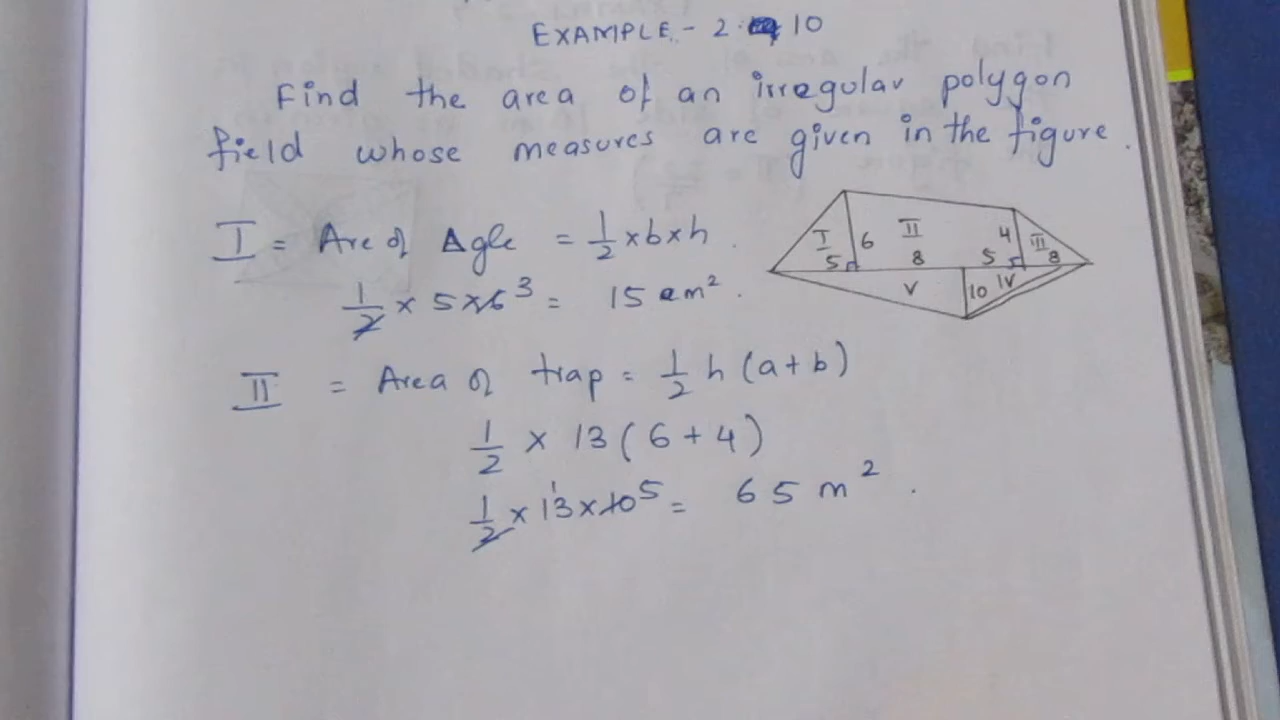 EXAMPLE - 2. 10
Find the area of an irregular polygon
field whose measures are given in the figure.
I = Are of Δgle = 1/2 × b × h.
1/2 × 5 × 6 3 = 15 cm².
I 6 II 4 III
5 8 5 8
V 10 IV
II = Area of trap = 1/2 h (a + b)
1/2 × 13 ( 6 + 4 )
1/2 × 13 × 10 5 = 65 m².